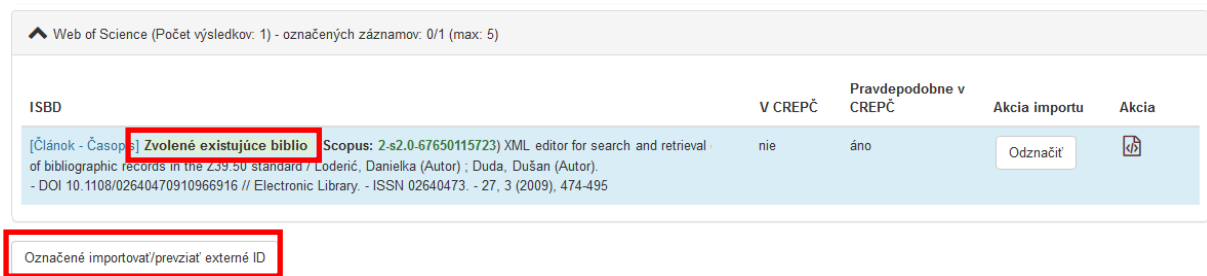 Web of Science (Počet výsledkov: 1) - označených záznamov: 0/1 (max: 5)
ISBD V CREPČ Pravdepodobne v CREPČ Akcia importu Akcia
[Článok - Časopis] Zvolené existujúce biblio Scopus: 2-s2.0-67650115723) XML editor for search and retrieval nie áno Odznačiť
of bibliographic records in the Z39.50 standard / Loderić, Danielka (Autor) ; Duda, Dušan (Autor).
- DOI 10.1108/02640470910966916 // Electronic Library. - ISSN 02640473. - 27, 3 (2009), 474-495
Označené importovať/prevziať externé ID